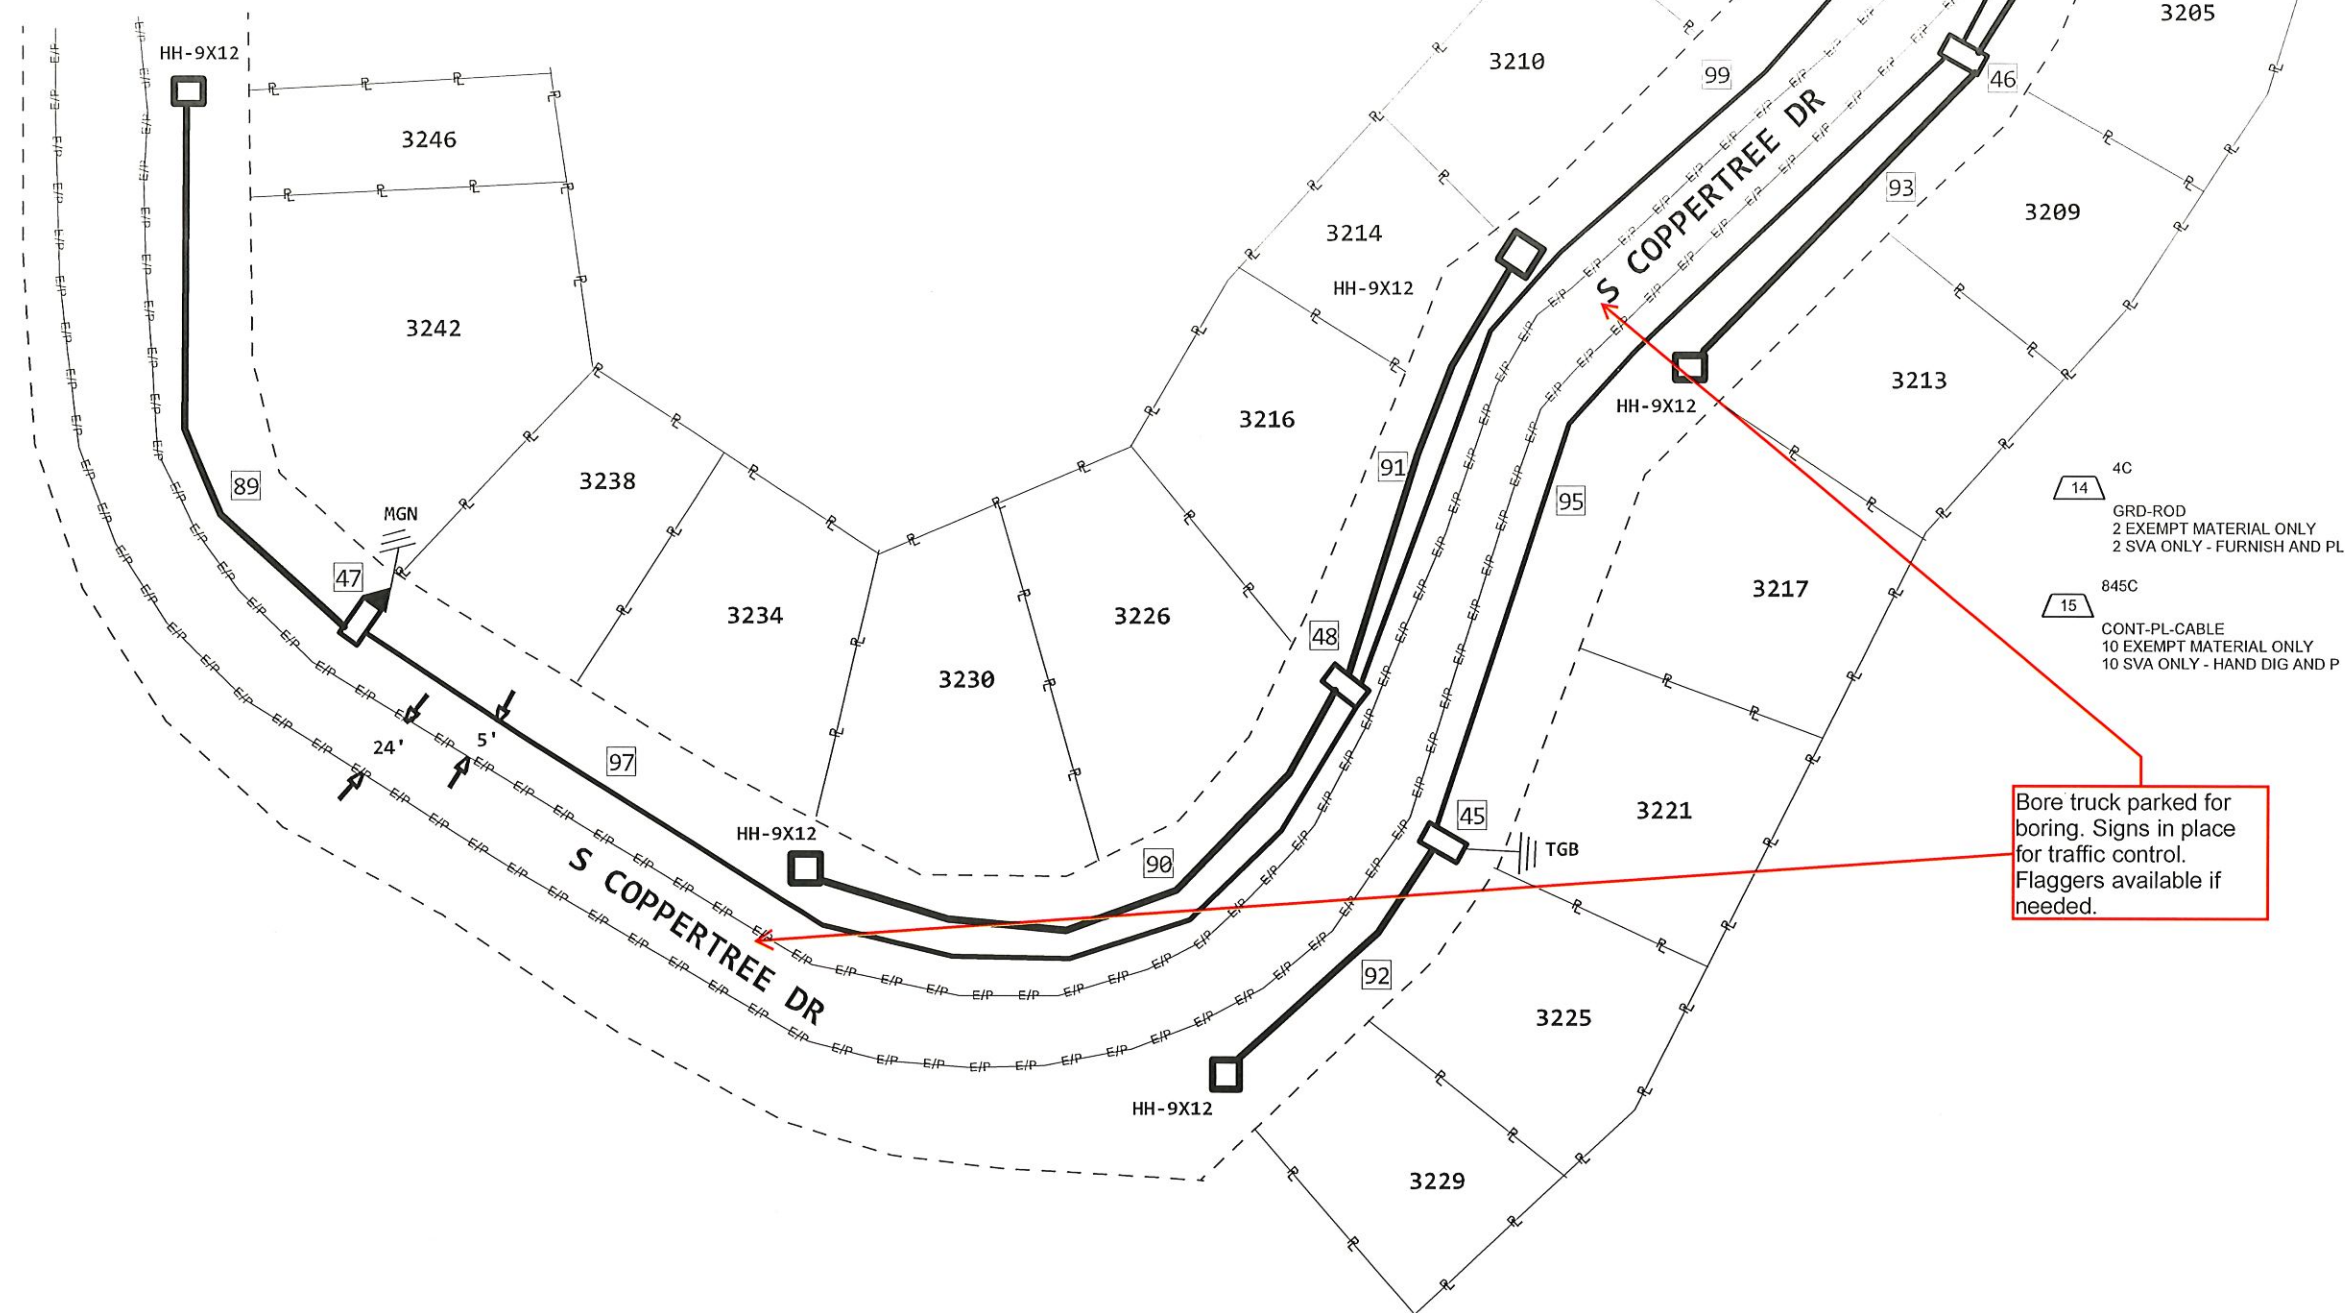 3205
HH-9X12
3210
99
46
S COPPERTREE DR
3246
93
3209
3214
HH-9X12
3242
3213
HH-9X12
3216
91
95
4C
14
GRD-ROD
2 EXEMPT MATERIAL ONLY
2 SVA ONLY - FURNISH AND PL
89
3238
MGN
47
845C
15
CONT-PL-CABLE
10 EXEMPT MATERIAL ONLY
10 SVA ONLY - HAND DIG AND P
3217
3234
3226
48
3230
24'
5'
97
3221
45
TGB
HH-9X12
90
S COPPERTREE DR
Bore truck parked for
boring. Signs in place
for traffic control.
Flaggers available if
needed.
92
3225
HH-9X12
3229